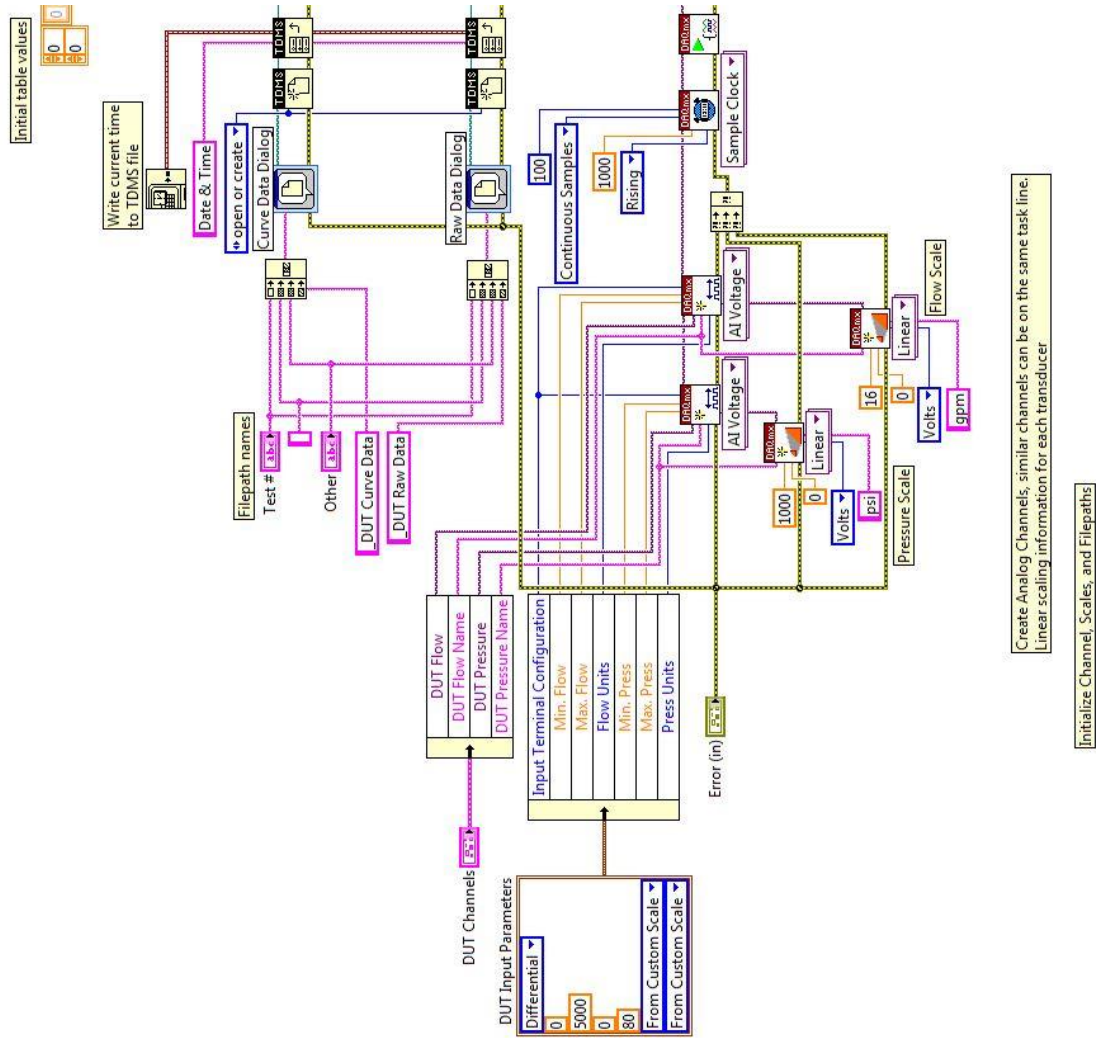 Initial table values
0
0
0
Write current time
to TDMS file
Date & Time
open or create
Curve Data Dialog
TDMS
TDMS
Raw Data Dialog
TDMS
TDMS
Filepath names
Test #
abc
Other
abc
_DUT Curve Data
_DUT Raw Data
DUT Channels
DUT Flow
DUT Flow Name
DUT Pressure
DUT Pressure Name
DUT Input Parameters
Differential
0
5000
0
80
From Custom Scale
From Custom Scale
Input Terminal Configuration
Min. Flow
Max. Flow
Flow Units
Min. Press
Max. Press
Press Units
Error (in)
100
Continuous Samples
1000
Rising
DAQmx
AI Voltage
DAQmx
AI Voltage
DAQmx
Sample Clock
DAQmx
DAQmx
Linear
1000
0
Volts
psi
Pressure Scale
DAQmx
Linear
16
0
Volts
gpm
Flow Scale
Create Analog Channels, similar channels can be on the same task line.
Linear scaling information for each transducer
Initialize Channel, Scales, and Filepaths